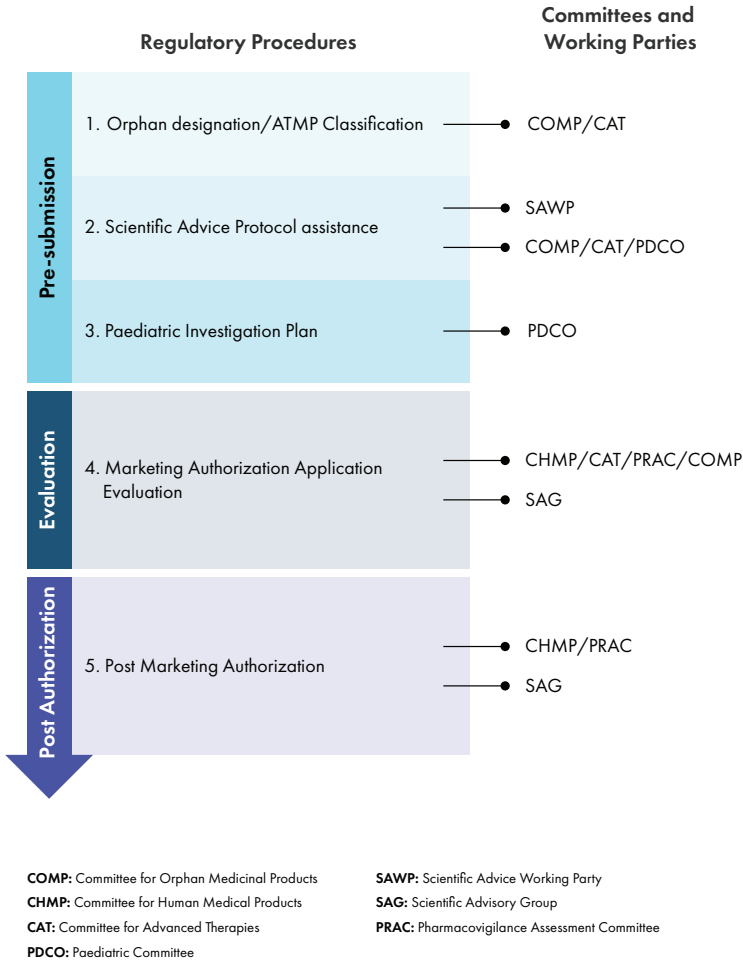 Regulatory Procedures
Committees and
Working Parties
Pre-submission
1. Orphan designation/ATMP Classification
COMP/CAT
2. Scientific Advice Protocol assistance
SAWP
COMP/CAT/PDCO
3. Paediatric Investigation Plan
PDCO
Evaluation
4. Marketing Authorization Application
Evaluation
CHMP/CAT/PRAC/COMP
SAG
Post Authorization
5. Post Marketing Authorization
CHMP/PRAC
SAG
COMP: Committee for Orphan Medicinal Products
CHMP: Committee for Human Medical Products
CAT: Committee for Advanced Therapies
PDCO: Paediatric Committee
SAWP: Scientific Advice Working Party
SAG: Scientific Advisory Group
PRAC: Pharmacovigilance Assessment Committee